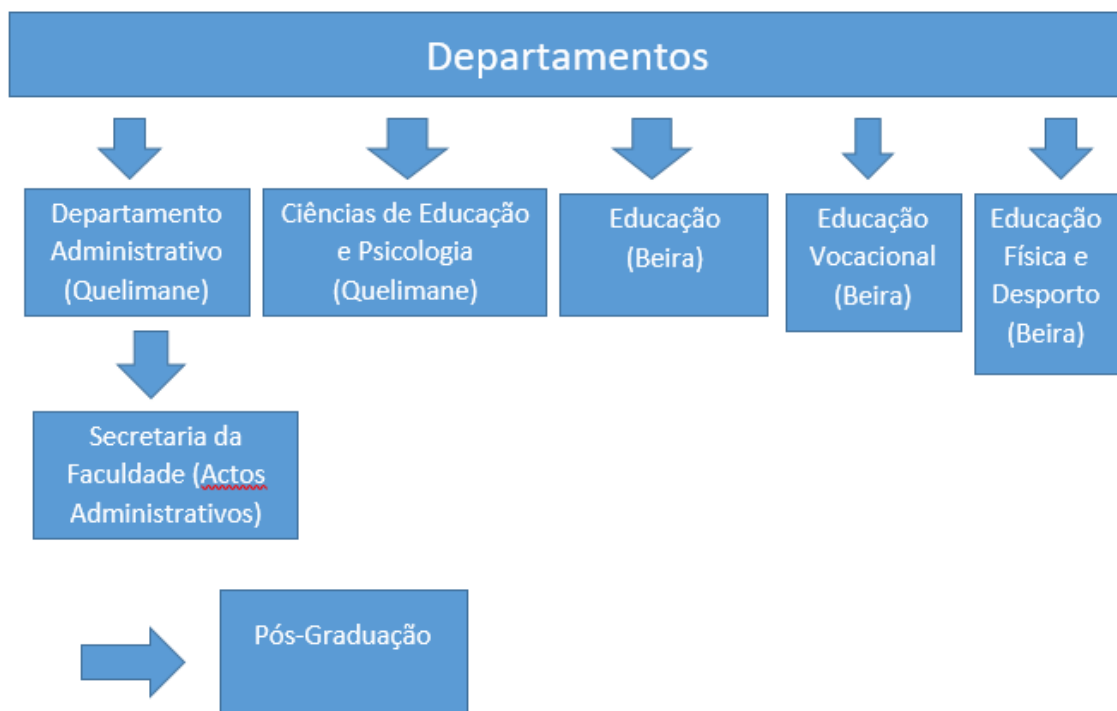 Departamentos
Departamento
Administrativo
(Quelimane)
Ciências de Educação
e Psicologia
(Quelimane)
Educação
(Beira)
Educação
Vocacional
(Beira)
Educação
Física e
Desporto
(Beira)
Secretaria da
Faculdade (Actos
Administrativos)
Pós-Graduação